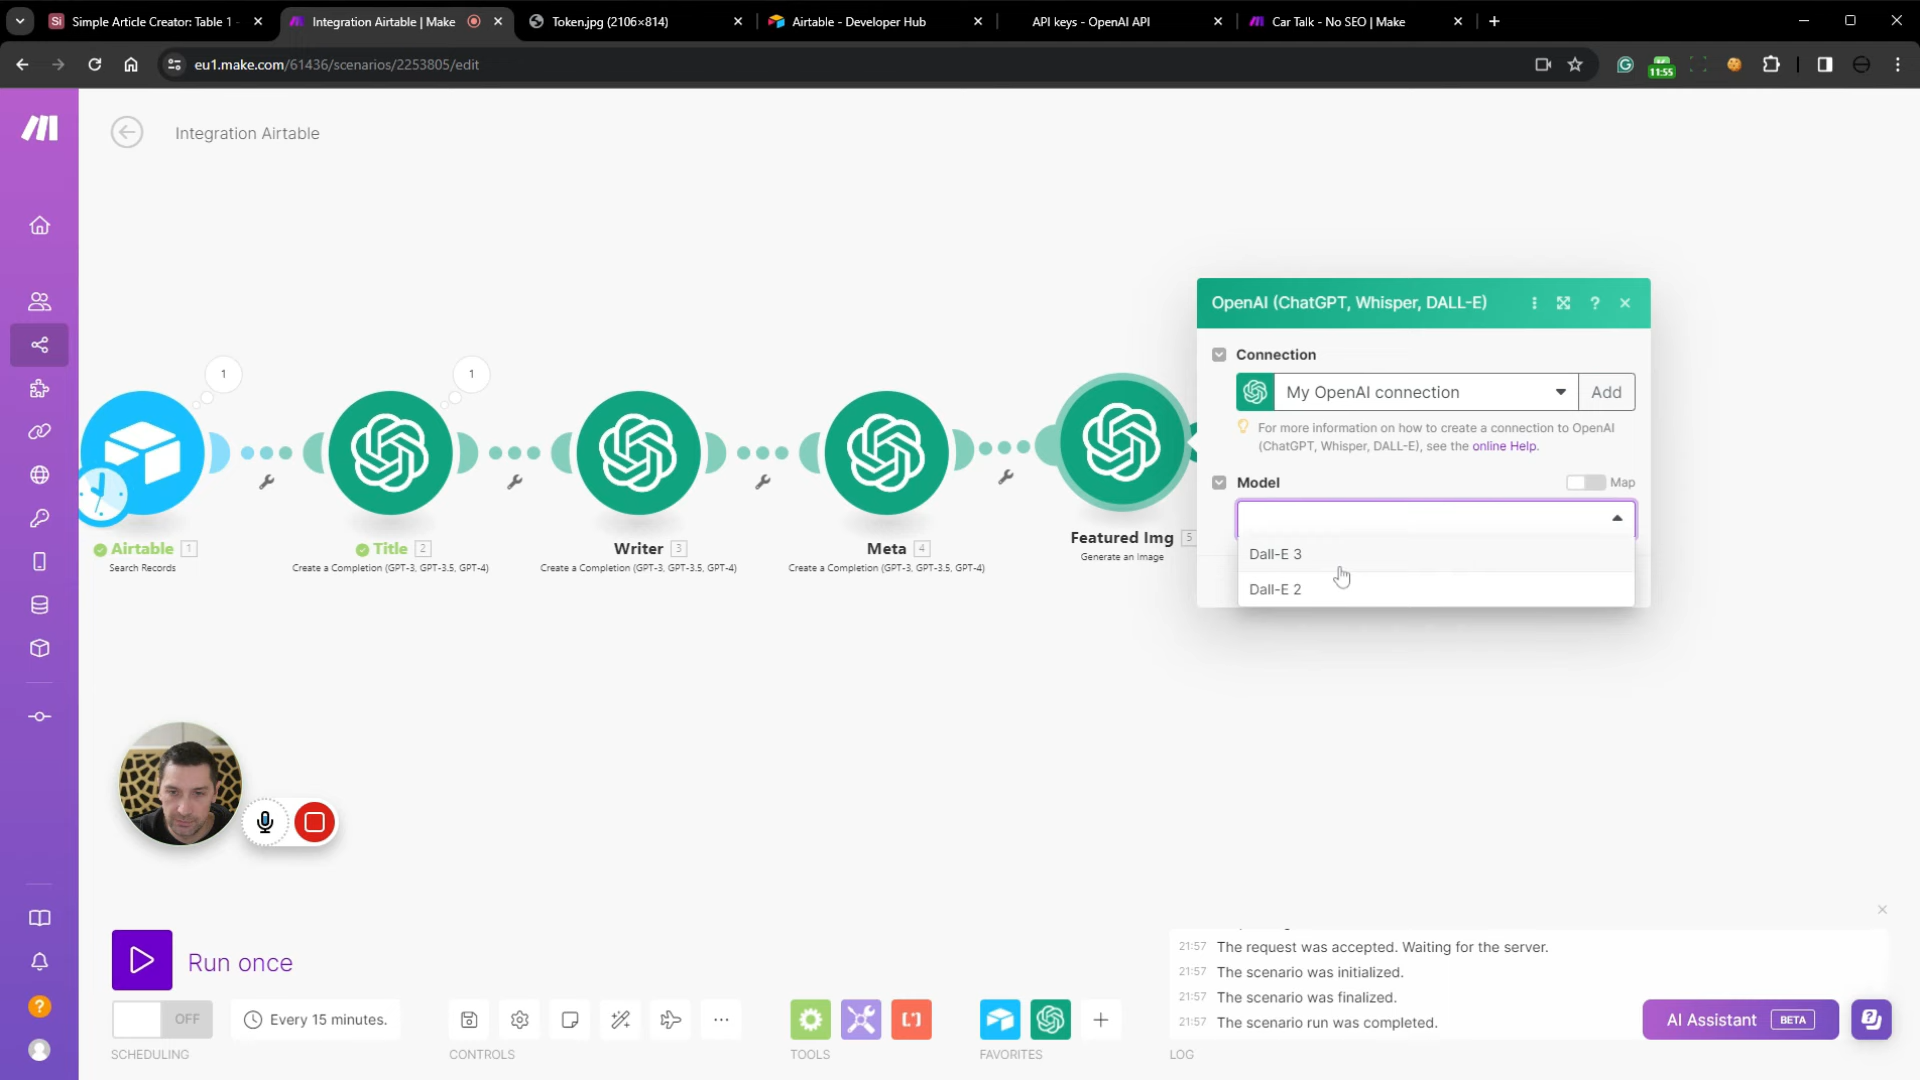 Simple Article Creator: Table 1
Integration Airtable | Make
Token.jpg (2106×814)
Airtable - Developer Hub
API keys - OpenAI API
Car Talk - No SEO | Make
eu1.make.com/61436/scenarios/2253805/edit
11:55
Integration Airtable
OpenAI (ChatGPT, Whisper, DALL-E)
Connection
My OpenAI connection
Add
For more information on how to create a connection to OpenAI
(ChatGPT, Whisper, DALL-E), see the online Help.
Model
Map
Dall-E 3
Dall-E 2
1
1
Airtable 1
Search Records
Title 2
Create a Completion (GPT-3, GPT-3.5, GPT-4)
Writer 3
Create a Completion (GPT-3, GPT-3.5, GPT-4)
Meta 4
Create a Completion (GPT-3, GPT-3.5, GPT-4)
Featured Img 5
Generate an Image
Run once
OFF
Every 15 minutes.
SCHEDULING
CONTROLS
TOOLS
FAVORITES
21:57 The request was accepted. Waiting for the server.
21:57 The scenario was initialized.
21:57 The scenario was finalized.
21:57 The scenario run was completed.
LOG
AI Assistant BETA